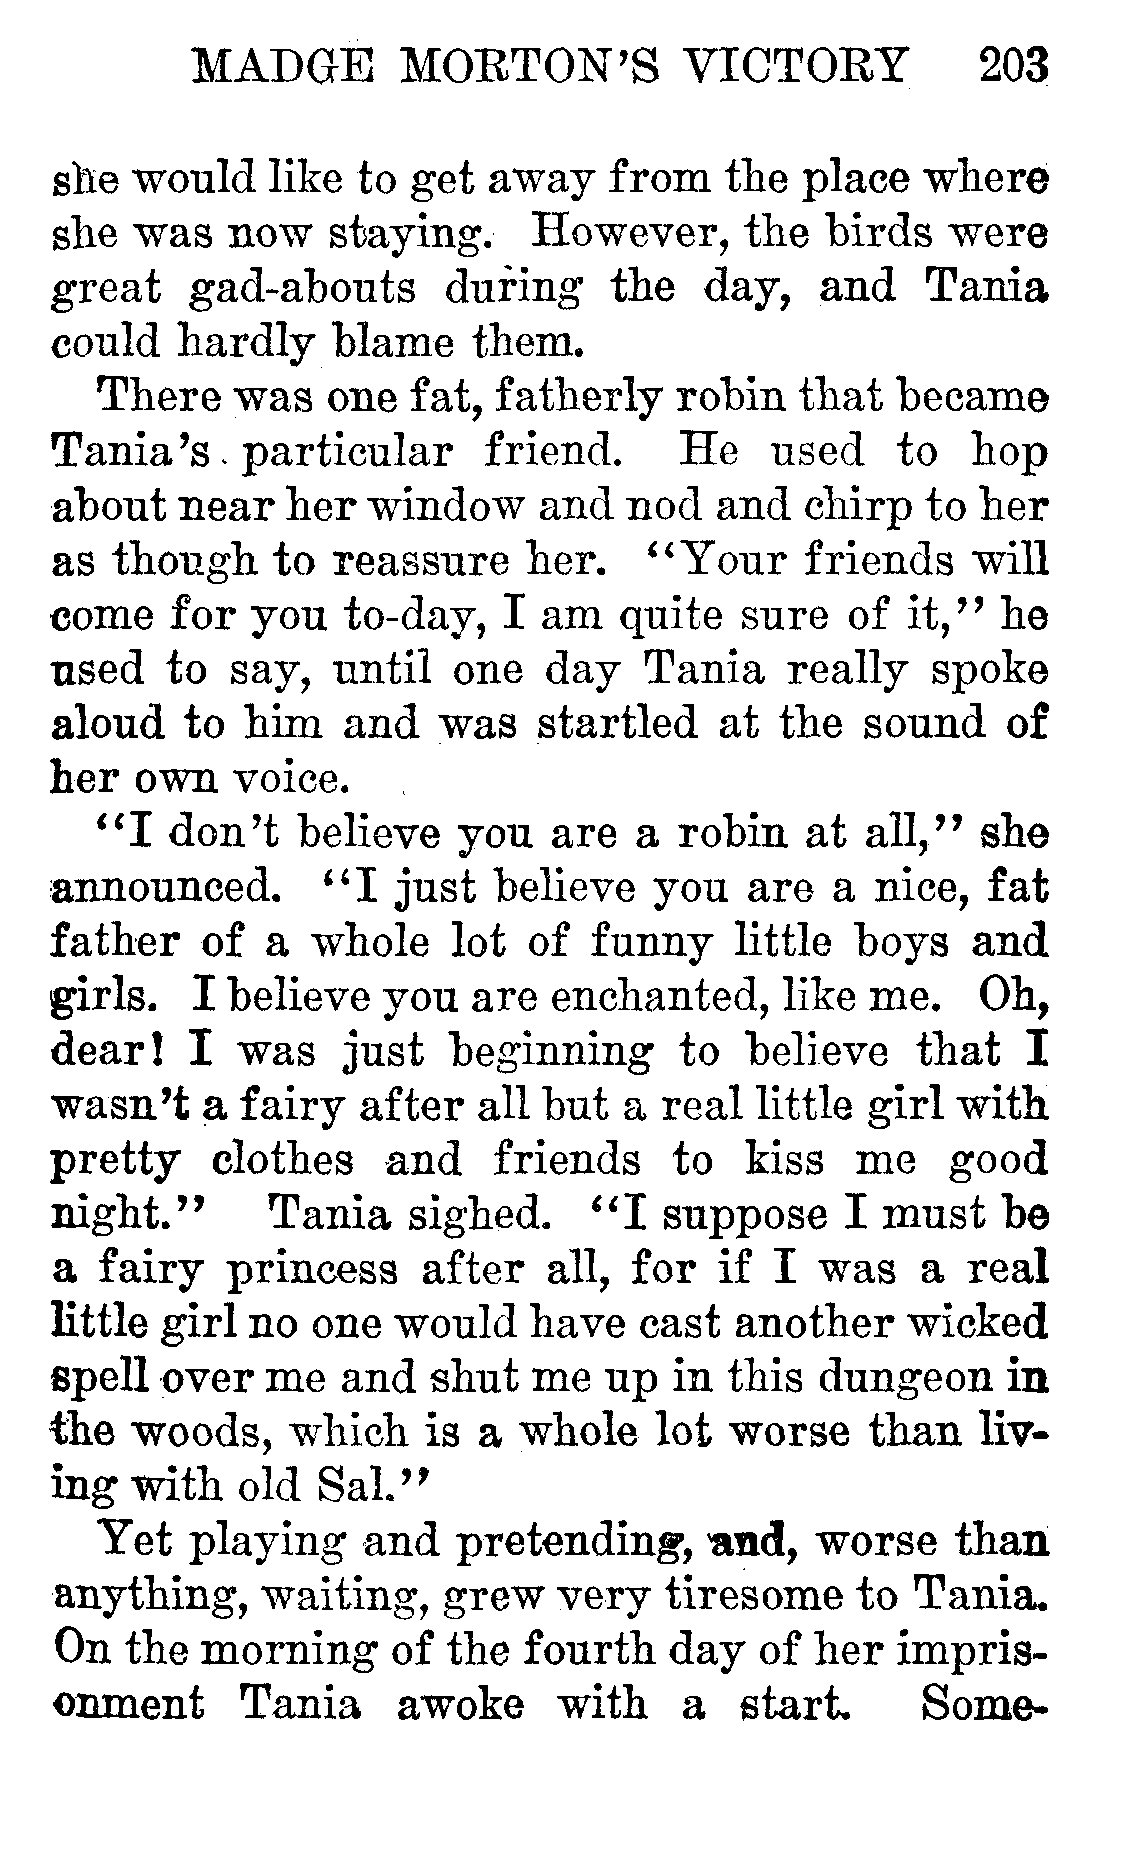 MADGE MORTON'S VICTORY 203
she would like to get away from the place where
she was now staying. However, the birds were
great gad-abouts during the day, and Tania
could hardly blame them.
There was one fat, fatherly robin that became
Tania's particular friend. He used to hop
about near her window and nod and chirp to her
as though to reassure her. "Your friends will
come for you to-day, I am quite sure of it," he
used to say, until one day Tania really spoke
aloud to him and was startled at the sound of
her own voice.
"I don't believe you are a robin at all," she
announced. "I just believe you are a nice, fat
father of a whole lot of funny little boys and
girls. I believe you are enchanted, like me. Oh,
dear! I was just beginning to believe that I
wasn't a fairy after all but a real little girl with
pretty clothes and friends to kiss me good
night." Tania sighed. "I suppose I must be
a fairy princess after all, for if I was a real
little girl no one would have cast another wicked
spell over me and shut me up in this dungeon in
the woods, which is a whole lot worse than liv-
ing with old Sal."
Yet playing and pretending, and, worse than
anything, waiting, grew very tiresome to Tania.
On the morning of the fourth day of her impris-
onment Tania awoke with a start. Some-